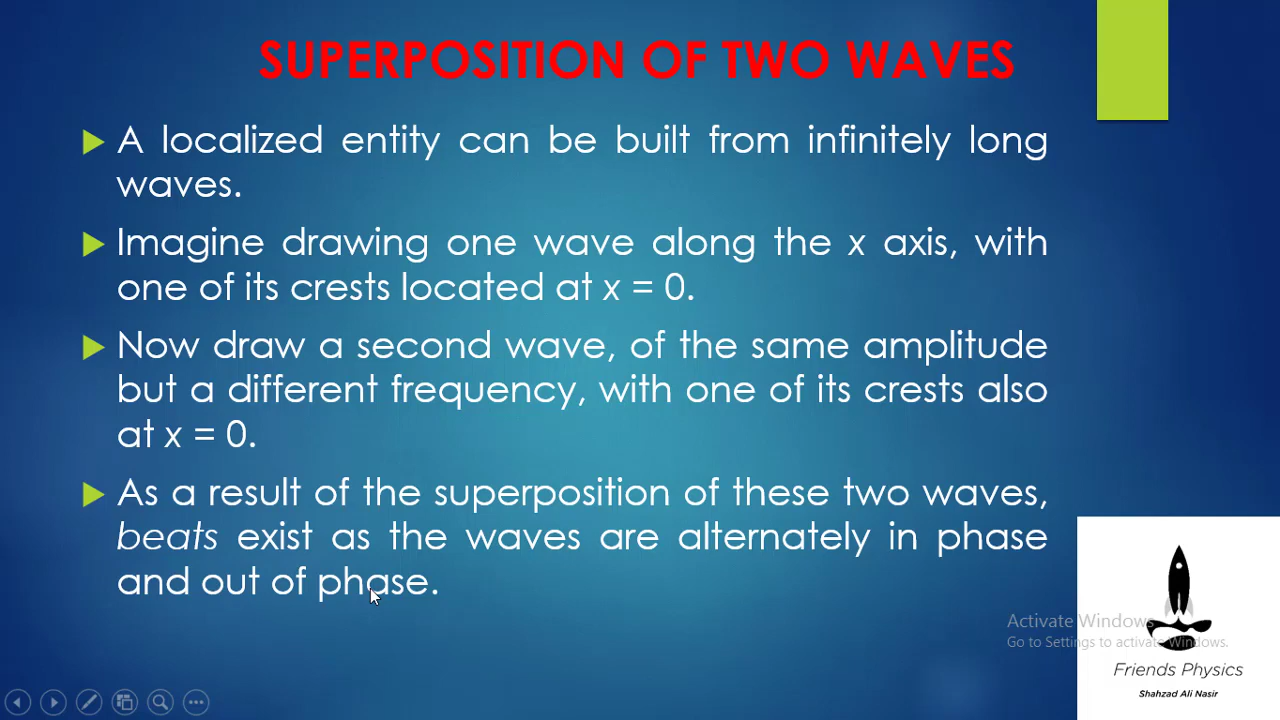 SUPERPOSITION OF TWO WAVES
A localized entity can be built from infinitely long
waves.
Imagine drawing one wave along the x axis, with
one of its crests located at x = 0.
Now draw a second wave, of the same amplitude
but a different frequency, with one of its crests also
at x = 0.
As a result of the superposition of these two waves,
beats exist as the waves are alternately in phase
and out of phase.
Activate Windows
Go to Settings to activate Windows.
Friends Physics
Shahzad Ali Nasir